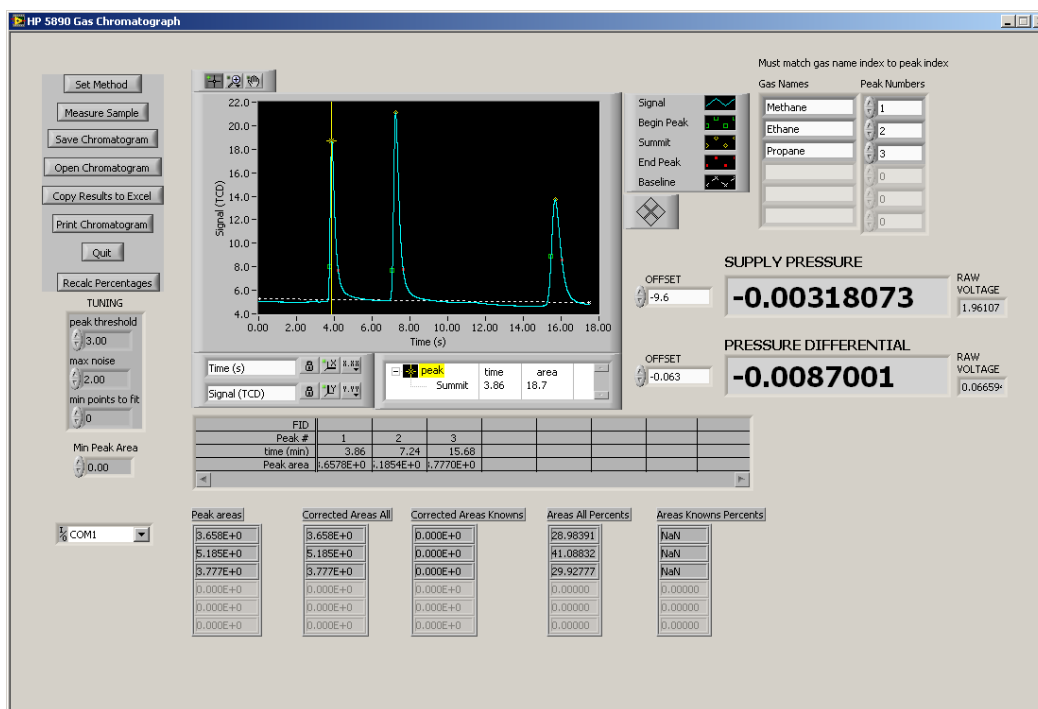 HP 5890 Gas Chromatograph
Set Method
Measure Sample
Save Chromatogram
Open Chromatogram
Copy Results to Excel
Print Chromatogram
Quit
Recalc Percentages
TUNING
peak threshold
3.00
max noise
2.00
min points to fit
0
Min Peak Area
0.00
COM1
22.0
20.0
18.0
16.0
14.0
12.0
10.0
8.0
6.0
4.0
Signal (TCD)
0.00 2.00 4.00 6.00 8.00 10.00 12.00 14.00 16.00 18.00
Time (s)
Signal
Begin Peak
Summit
End Peak
Baseline
Must match gas name index to peak index
Gas Names Peak Numbers
Methane 1
Ethane 2
Propane 3
0
0
0
SUPPLY PRESSURE
OFFSET
-9.6
-0.00318073
RAW
VOLTAGE
1.96107
PRESSURE DIFFERENTIAL
OFFSET
-0.063
-0.0087001
RAW
VOLTAGE
0.06659
Time (s) X.XX
Signal (TCD) Y.YY
peak time area
Summit 3.86 18.7
FID
Peak # 1 2 3
time (min) 3.86 7.24 15.68
Peak area .6578E+0 .1854E+0 .7770E+0
Peak areas Corrected Areas All Corrected Areas Knowns Areas All Percents Areas Knowns Percents
3.658E+0 3.658E+0 0.000E+0 28.98391 NaN
5.185E+0 5.185E+0 0.000E+0 41.08832 NaN
3.777E+0 3.777E+0 0.000E+0 29.92777 NaN
0.000E+0 0.000E+0 0.000E+0 0.00000 0.00000
0.000E+0 0.000E+0 0.000E+0 0.00000 0.00000
0.000E+0 0.000E+0 0.000E+0 0.00000 0.00000